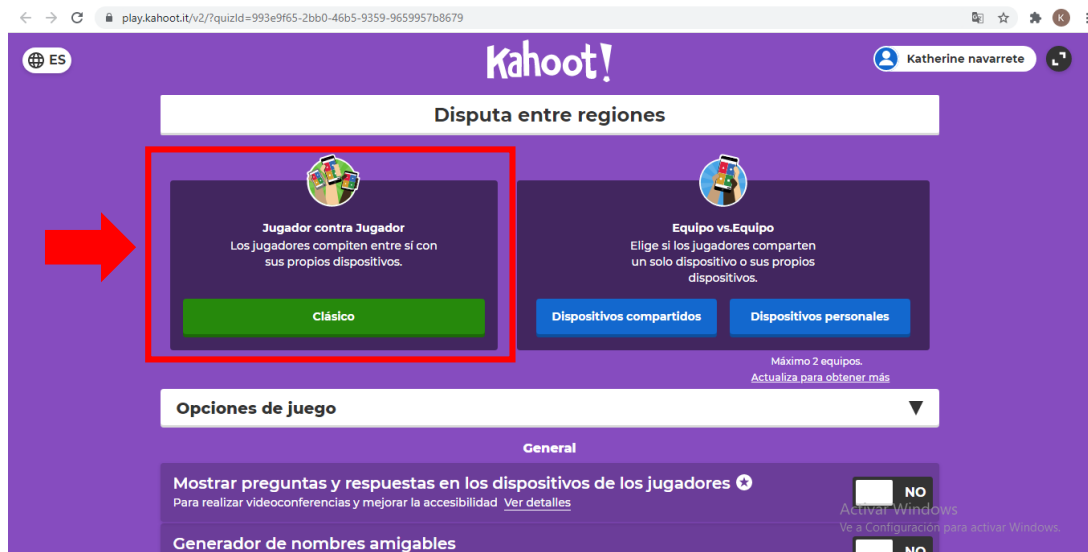 play.kahoot.it/v2/?quizId=993e9f65-2bb0-46b5-9359-9659957b8679
K
ES
Kahoot!
Katherine navarrete
Disputa entre regiones
Jugador contra Jugador
Los jugadores compiten entre sí con
sus propios dispositivos.
Clásico
Equipo vs.Equipo
Elige si los jugadores comparten
un solo dispositivo o sus propios
dispositivos.
Dispositivos compartidos
Dispositivos personales
Máximo 2 equipos.
Actualiza para obtener más
Opciones de juego
General
Mostrar preguntas y respuestas en los dispositivos de los jugadores
Para realizar videoconferencias y mejorar la accesibilidad Ver detalles
NO
Activar Windows
Ve a Configuración para activar Windows.
Generador de nombres amigables
NO